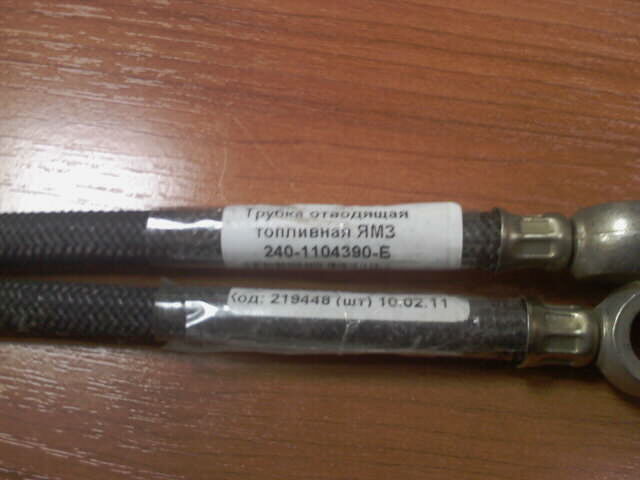 Трубка отводящая
топливная ЯМЗ
240-1104390-Б
Код: 219448 (шт) 10.02.11